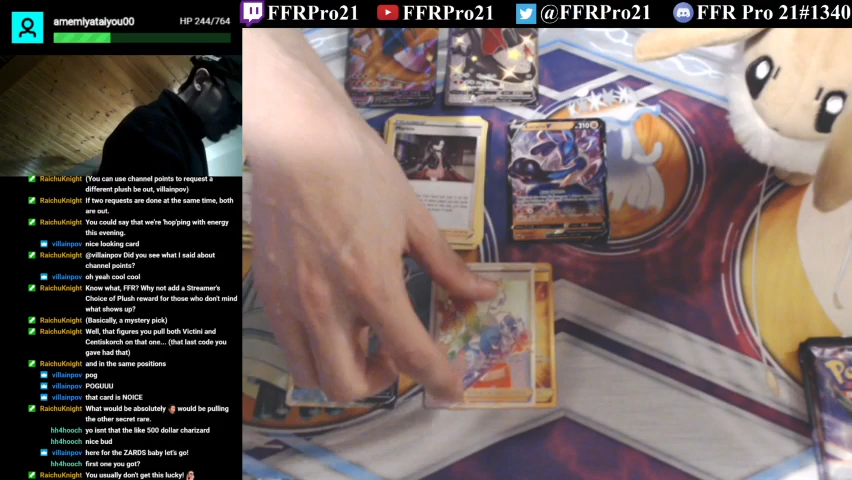 amemlyataiyou00
HP 244/764
FFRPro21
FFRPro21
@FFRPro21
FFR Pro 21#1340
RaichuKnight (You can use channel points to request a
different plush be out, villainpov)
RaichuKnight If two requests are done at the same time, both
are out.
RaichuKnight You could say that we're 'hop'ping with energy
this evening.
villainpov nice looking card
RaichuKnight @villainpov Did you see what I said about
channel points?
villainpov oh yeah cool cool
RaichuKnight Know what, FFR? Why not add a Streamer's
Choice of Plush reward for those who don't mind
what shows up?
RaichuKnight (Basically, a mystery pick)
RaichuKnight Well, that figures you pull both Victini and
Centiskorch on that one... (that last code you
gave had that)
RaichuKnight and in the same positions
villainpov pog
villainpov POGUUU
villainpov that card is NOICE
RaichuKnight What would be absolutely would be pulling
the other secret rare.
hh4hooch yo isnt that the like 500 dollar charizard
hh4hooch nice bud
villainpov here for the ZARDS baby let's go!
hh4hooch first one you got?
RaichuKnight You usually don't get this lucky!
210